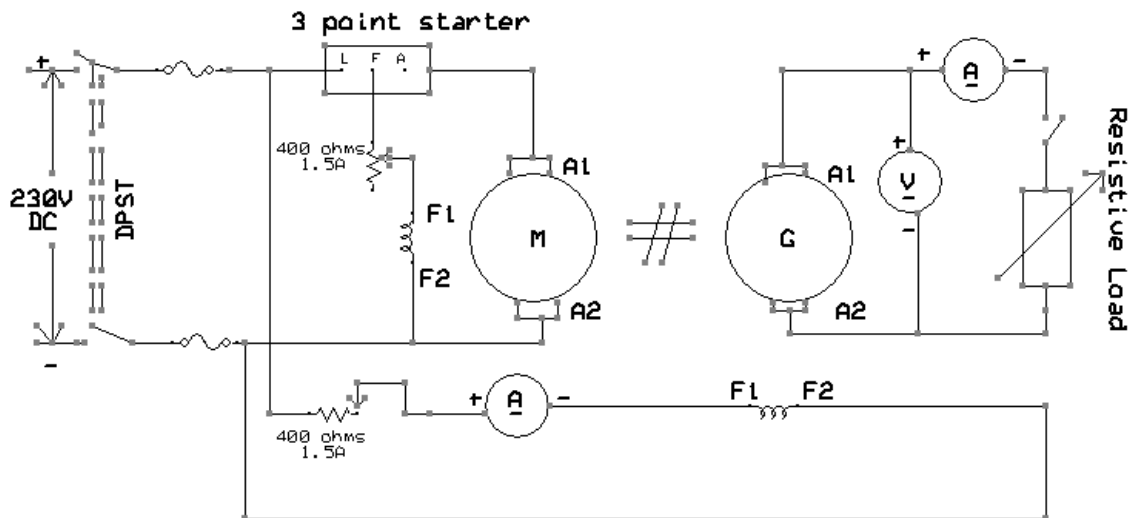 3 point starter
L F A
+
+
A
-
400 ohms
1.5A
A1
A1
+
V
-
230V
DC
DPST
F1
M
G
F2
A2
A2
Resistive Load
-
+
A
-
F1 F2
400 ohms
1.5A